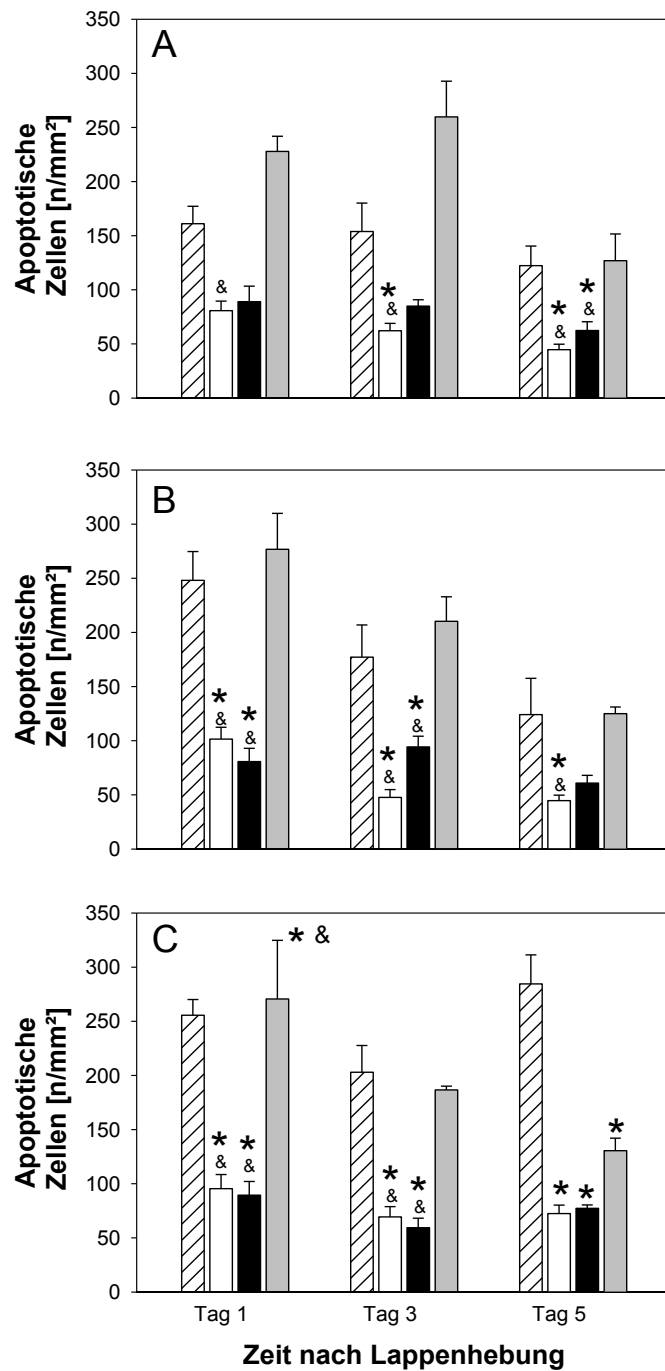 A
350
300
250
200
150
100
50
0
Apoptotische
Zellen [n/mm²]
& * & * & * &
B
350
300
250
200
150
100
50
0
Apoptotische
Zellen [n/mm²]
* & * & * & * & * &
C
350
300
250
200
150
100
50
0
Apoptotische
Zellen [n/mm²]
* &
* & * & * & * & * * *
Tag 1 Tag 3 Tag 5
Zeit nach Lappenhebung